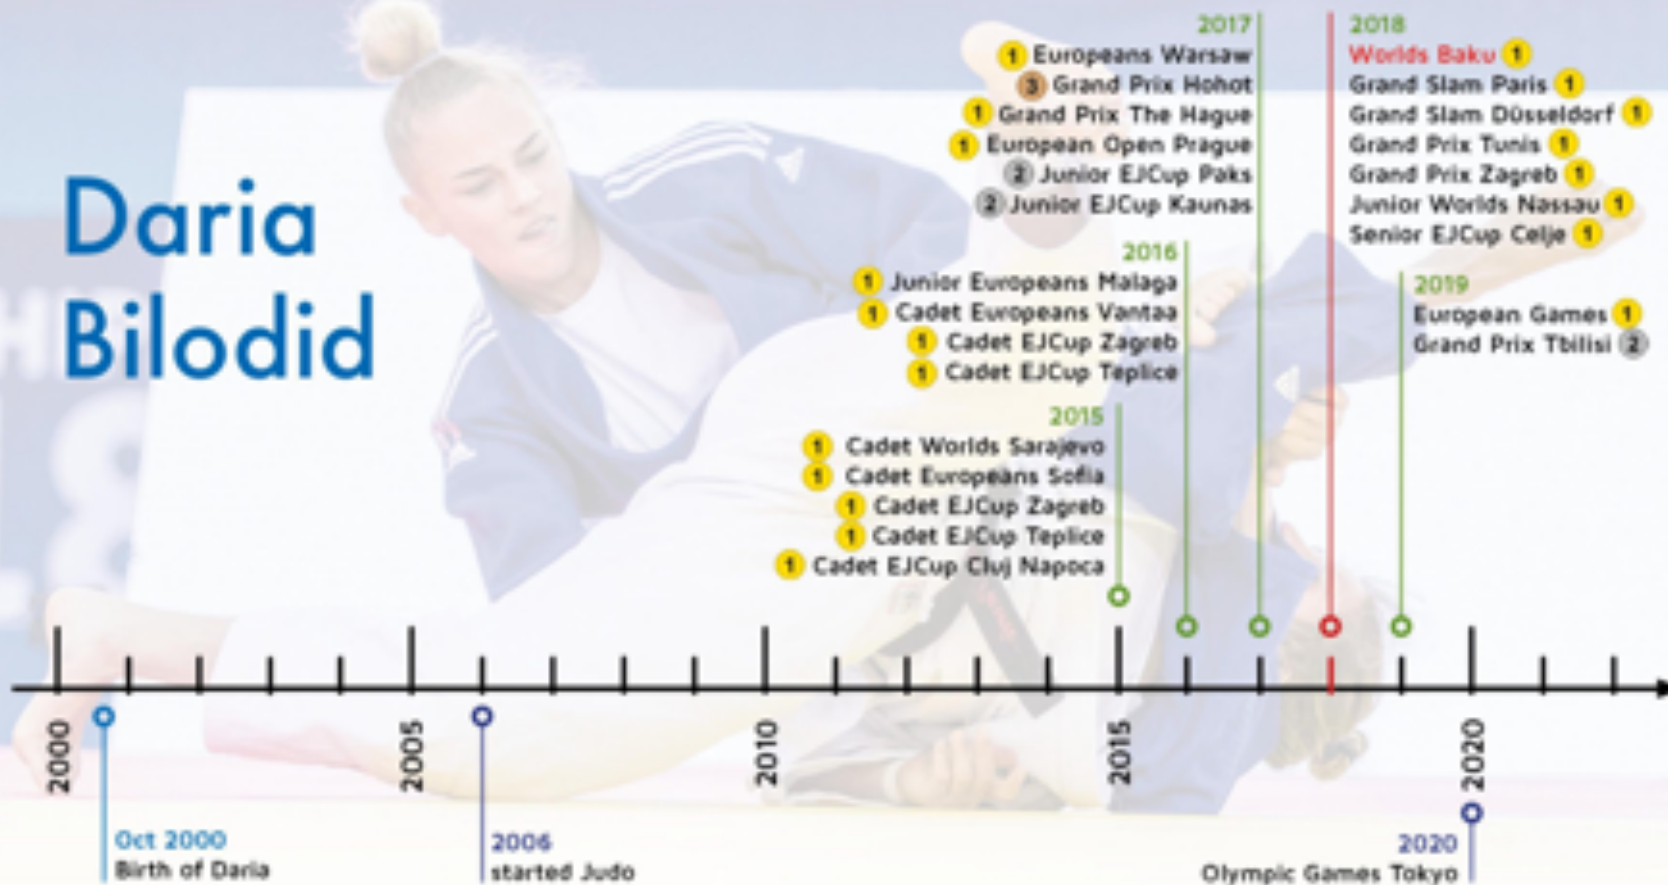 Daria
Bilodid
2017
1 Europeans Warsaw
3 Grand Prix Hohot
1 Grand Prix The Hague
1 European Open Prague
2 Junior EJCup Paks
2 Junior EJCup Kaunas
2018
Worlds Baku 1
Grand Slam Paris 1
Grand Slam Düsseldorf 1
Grand Prix Tunis 1
Grand Prix Zagreb 1
Junior Worlds Nassau 1
Senior EJCup Celje 1
2016
1 Junior Europeans Malaga
1 Cadet Europeans Vantaa
1 Cadet EJCup Zagreb
1 Cadet EJCup Teplice
2019
European Games 1
Grand Prix Tbilisi 2
2015
1 Cadet Worlds Sarajevo
1 Cadet Europeans Sofia
1 Cadet EJCup Zagreb
1 Cadet EJCup Teplice
1 Cadet EJCup Cluj Napoca
2000
2005
2010
2015
2020
Oct 2000
Birth of Daria
2006
started Judo
2020
Olympic Games Tokyo